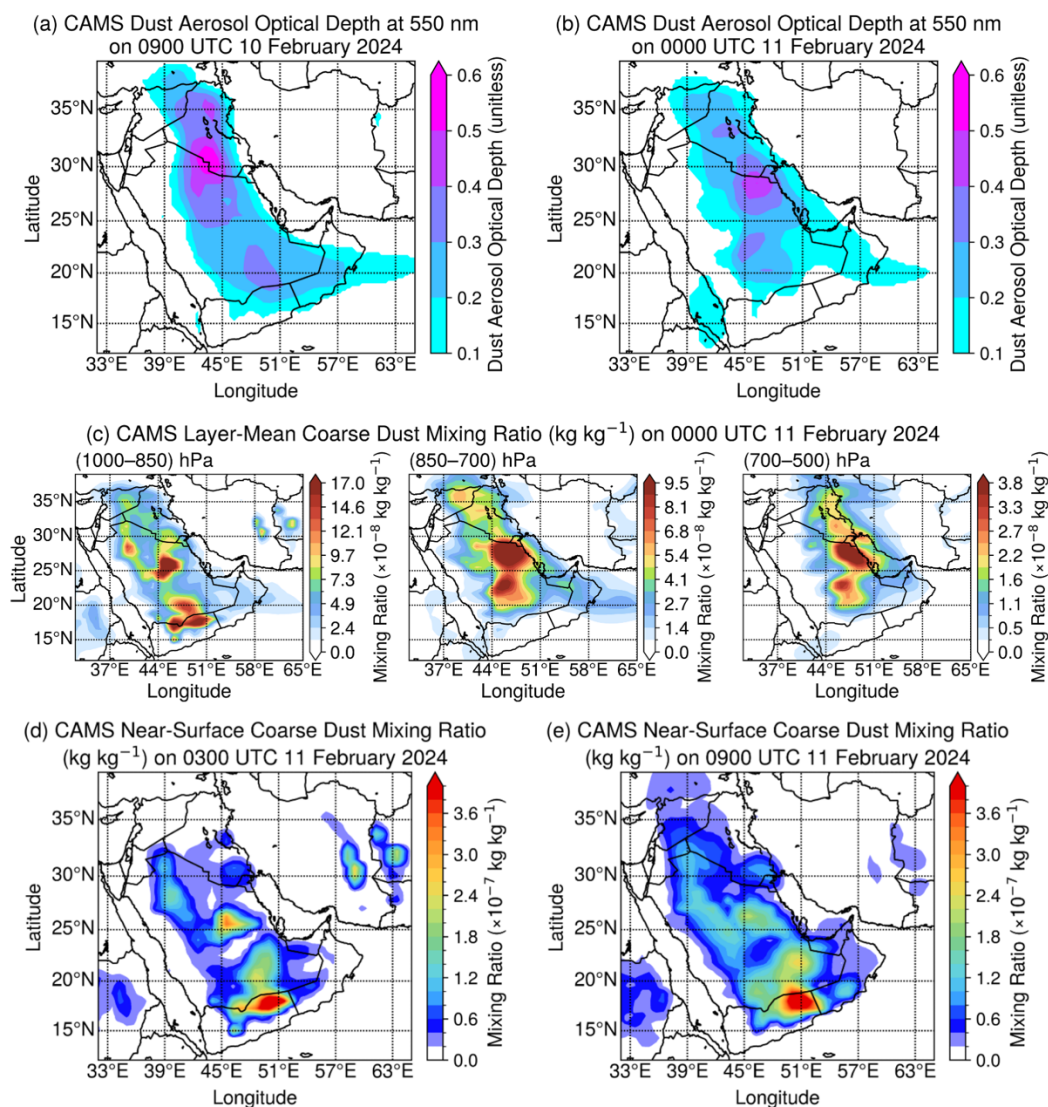 (a) CAMS Dust Aerosol Optical Depth at 550 nm
on 0900 UTC 10 February 2024
35°N
30°N
25°N
20°N
15°N
Latitude
33°E 39°E 45°E 51°E 57°E 63°E
Longitude
0.6
0.5
0.4
0.3
0.2
0.1
Dust Aerosol Optical Depth (unitless)
(b) CAMS Dust Aerosol Optical Depth at 550 nm
on 0000 UTC 11 February 2024
35°N
30°N
25°N
20°N
15°N
Latitude
33°E 39°E 45°E 51°E 57°E 63°E
Longitude
0.6
0.5
0.4
0.3
0.2
0.1
Dust Aerosol Optical Depth (unitless)
(c) CAMS Layer-Mean Coarse Dust Mixing Ratio (kg kg⁻¹) on 0000 UTC 11 February 2024
(1000–850) hPa
35°N
30°N
25°N
20°N
15°N
Latitude
37°E 44°E 51°E 58°E 65°E
Longitude
17.0
14.6
12.1
9.7
7.3
4.9
2.4
0.0
Mixing Ratio (×10⁻⁸ kg kg⁻¹)
(850–700) hPa
35°N
30°N
25°N
20°N
15°N
Latitude
37°E 44°E 51°E 58°E 65°E
Longitude
9.5
8.1
6.8
5.4
4.1
2.7
1.4
0.0
Mixing Ratio (×10⁻⁸ kg kg⁻¹)
(700–500) hPa
35°N
30°N
25°N
20°N
15°N
Latitude
37°E 44°E 51°E 58°E 65°E
Longitude
3.8
3.3
2.7
2.2
1.6
1.1
0.5
0.0
Mixing Ratio (×10⁻⁸ kg kg⁻¹)
(d) CAMS Near-Surface Coarse Dust Mixing Ratio
(kg kg⁻¹) on 0300 UTC 11 February 2024
35°N
30°N
25°N
20°N
15°N
Latitude
33°E 39°E 45°E 51°E 57°E 63°E
Longitude
3.6
3.0
2.4
1.8
1.2
0.6
0.0
Mixing Ratio (×10⁻⁷ kg kg⁻¹)
(e) CAMS Near-Surface Coarse Dust Mixing Ratio
(kg kg⁻¹) on 0900 UTC 11 February 2024
35°N
30°N
25°N
20°N
15°N
Latitude
33°E 39°E 45°E 51°E 57°E 63°E
Longitude
3.6
3.0
2.4
1.8
1.2
0.6
0.0
Mixing Ratio (×10⁻⁷ kg kg⁻¹)